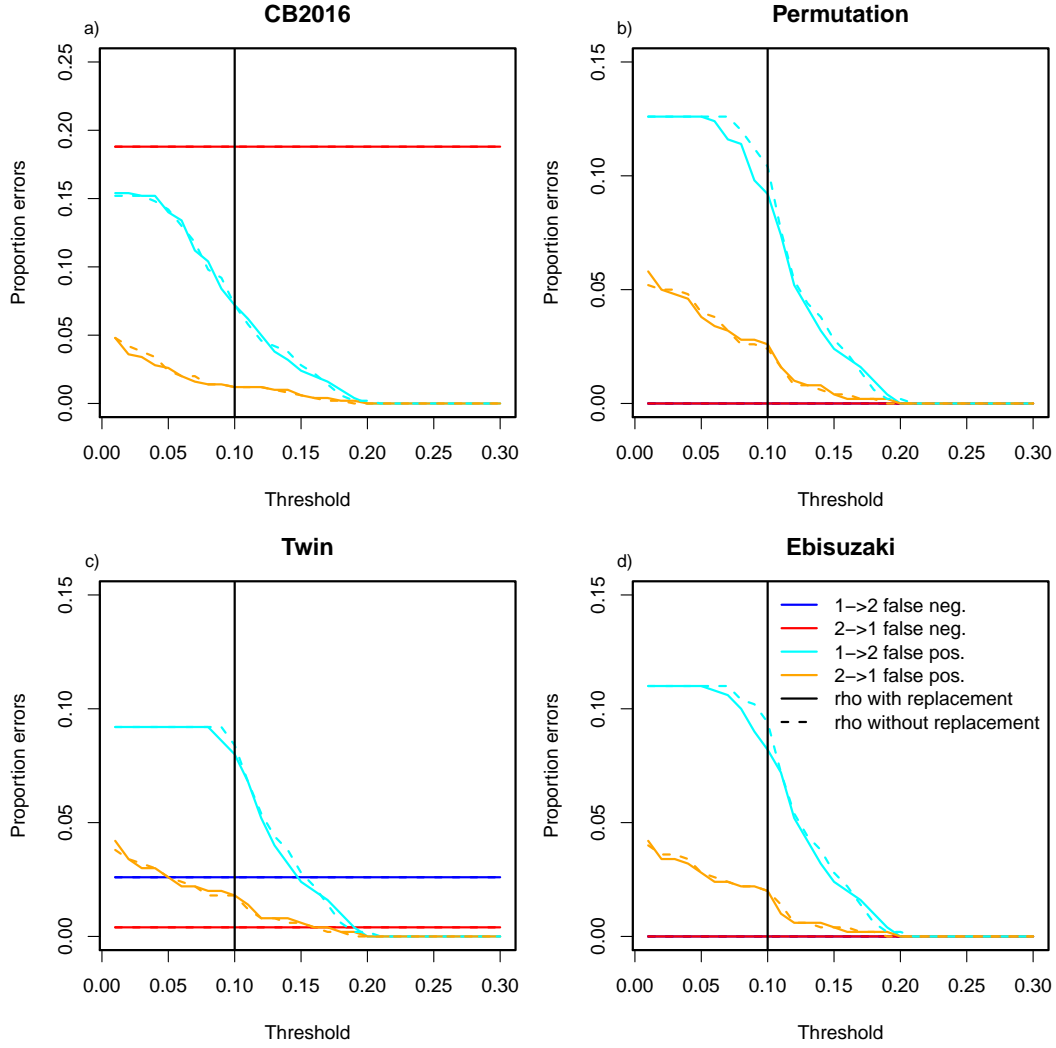 CB2016
a)
Proportion errors
0.00 0.05 0.10 0.15 0.20 0.25
0.00 0.05 0.10 0.15 0.20 0.25 0.30
Threshold
Permutation
b)
Proportion errors
0.00 0.05 0.10 0.15
0.00 0.05 0.10 0.15 0.20 0.25 0.30
Threshold
Twin
c)
Proportion errors
0.00 0.05 0.10 0.15
0.00 0.05 0.10 0.15 0.20 0.25 0.30
Threshold
Ebisuzaki
d)
Proportion errors
0.00 0.05 0.10 0.15
1->2 false neg.
2->1 false neg.
1->2 false pos.
2->1 false pos.
rho with replacement
rho without replacement
0.00 0.05 0.10 0.15 0.20 0.25 0.30
Threshold